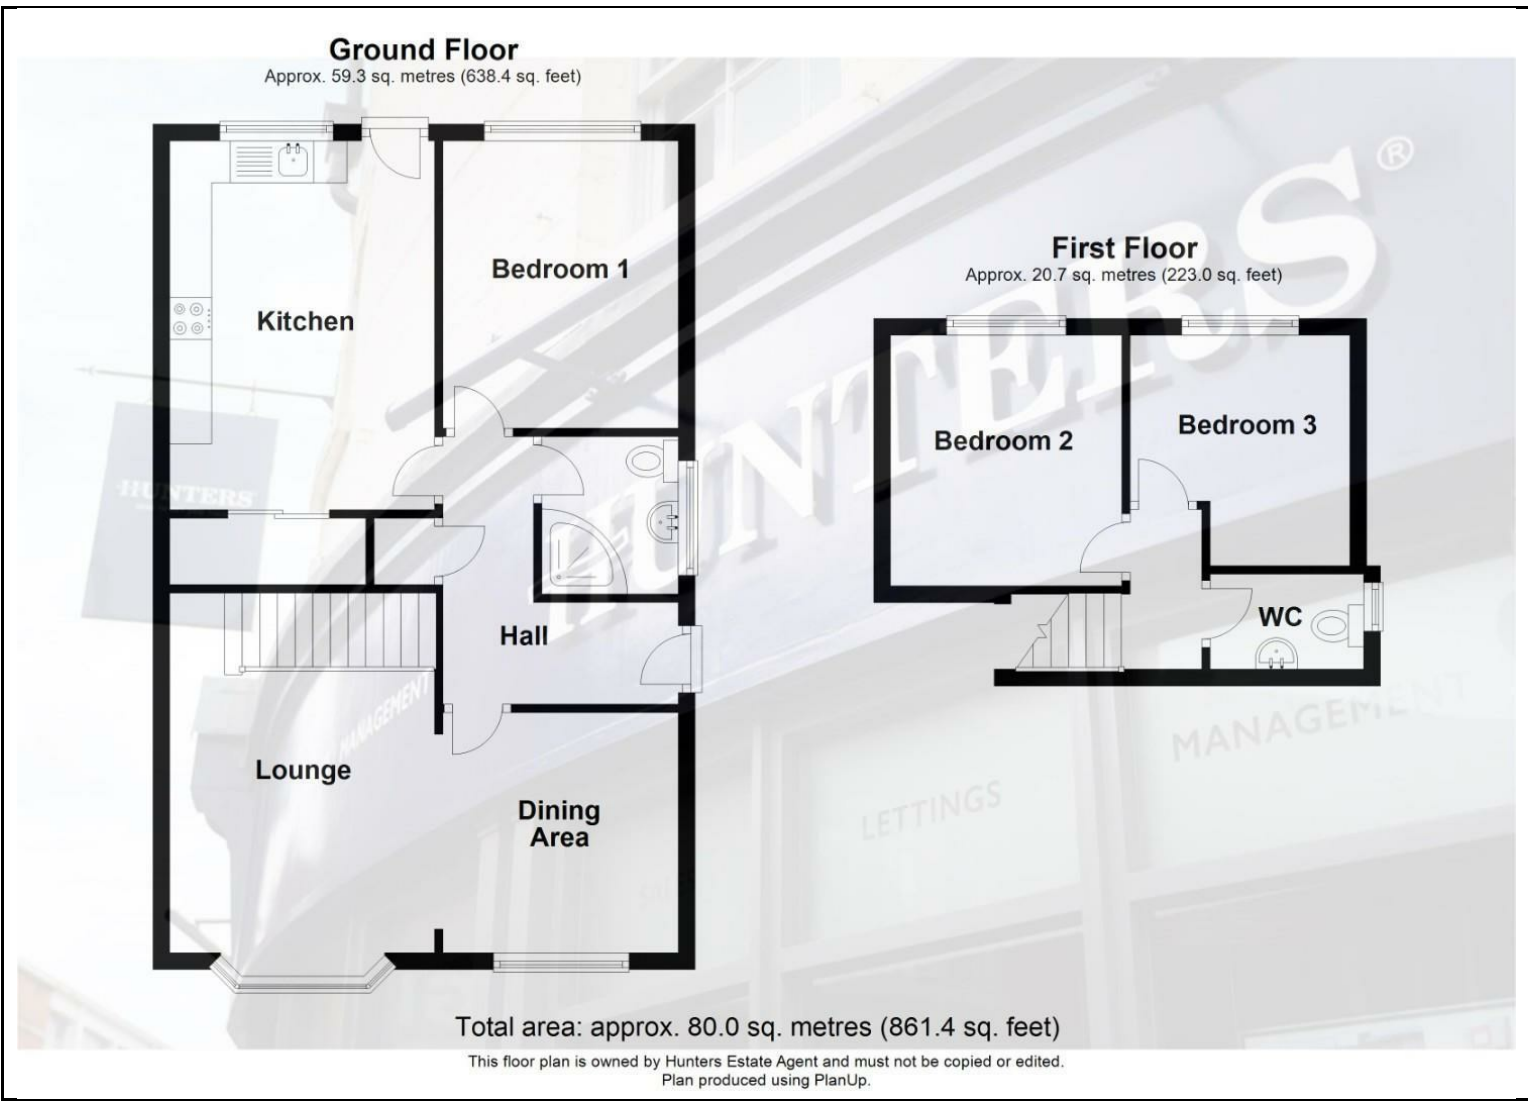 Ground Floor
Approx. 59.3 sq. metres (638.4 sq. feet)
Bedroom 1
Kitchen
Hall
Lounge
Dining
Area
First Floor
Approx. 20.7 sq. metres (223.0 sq. feet)
Bedroom 2
Bedroom 3
WC
HUNTERS®
HUNTERS
MANAGEMENT
LETTINGS
MANAGEMENT
Total area: approx. 80.0 sq. metres (861.4 sq. feet)
This floor plan is owned by Hunters Estate Agent and must not be copied or edited.
Plan produced using PlanUp.